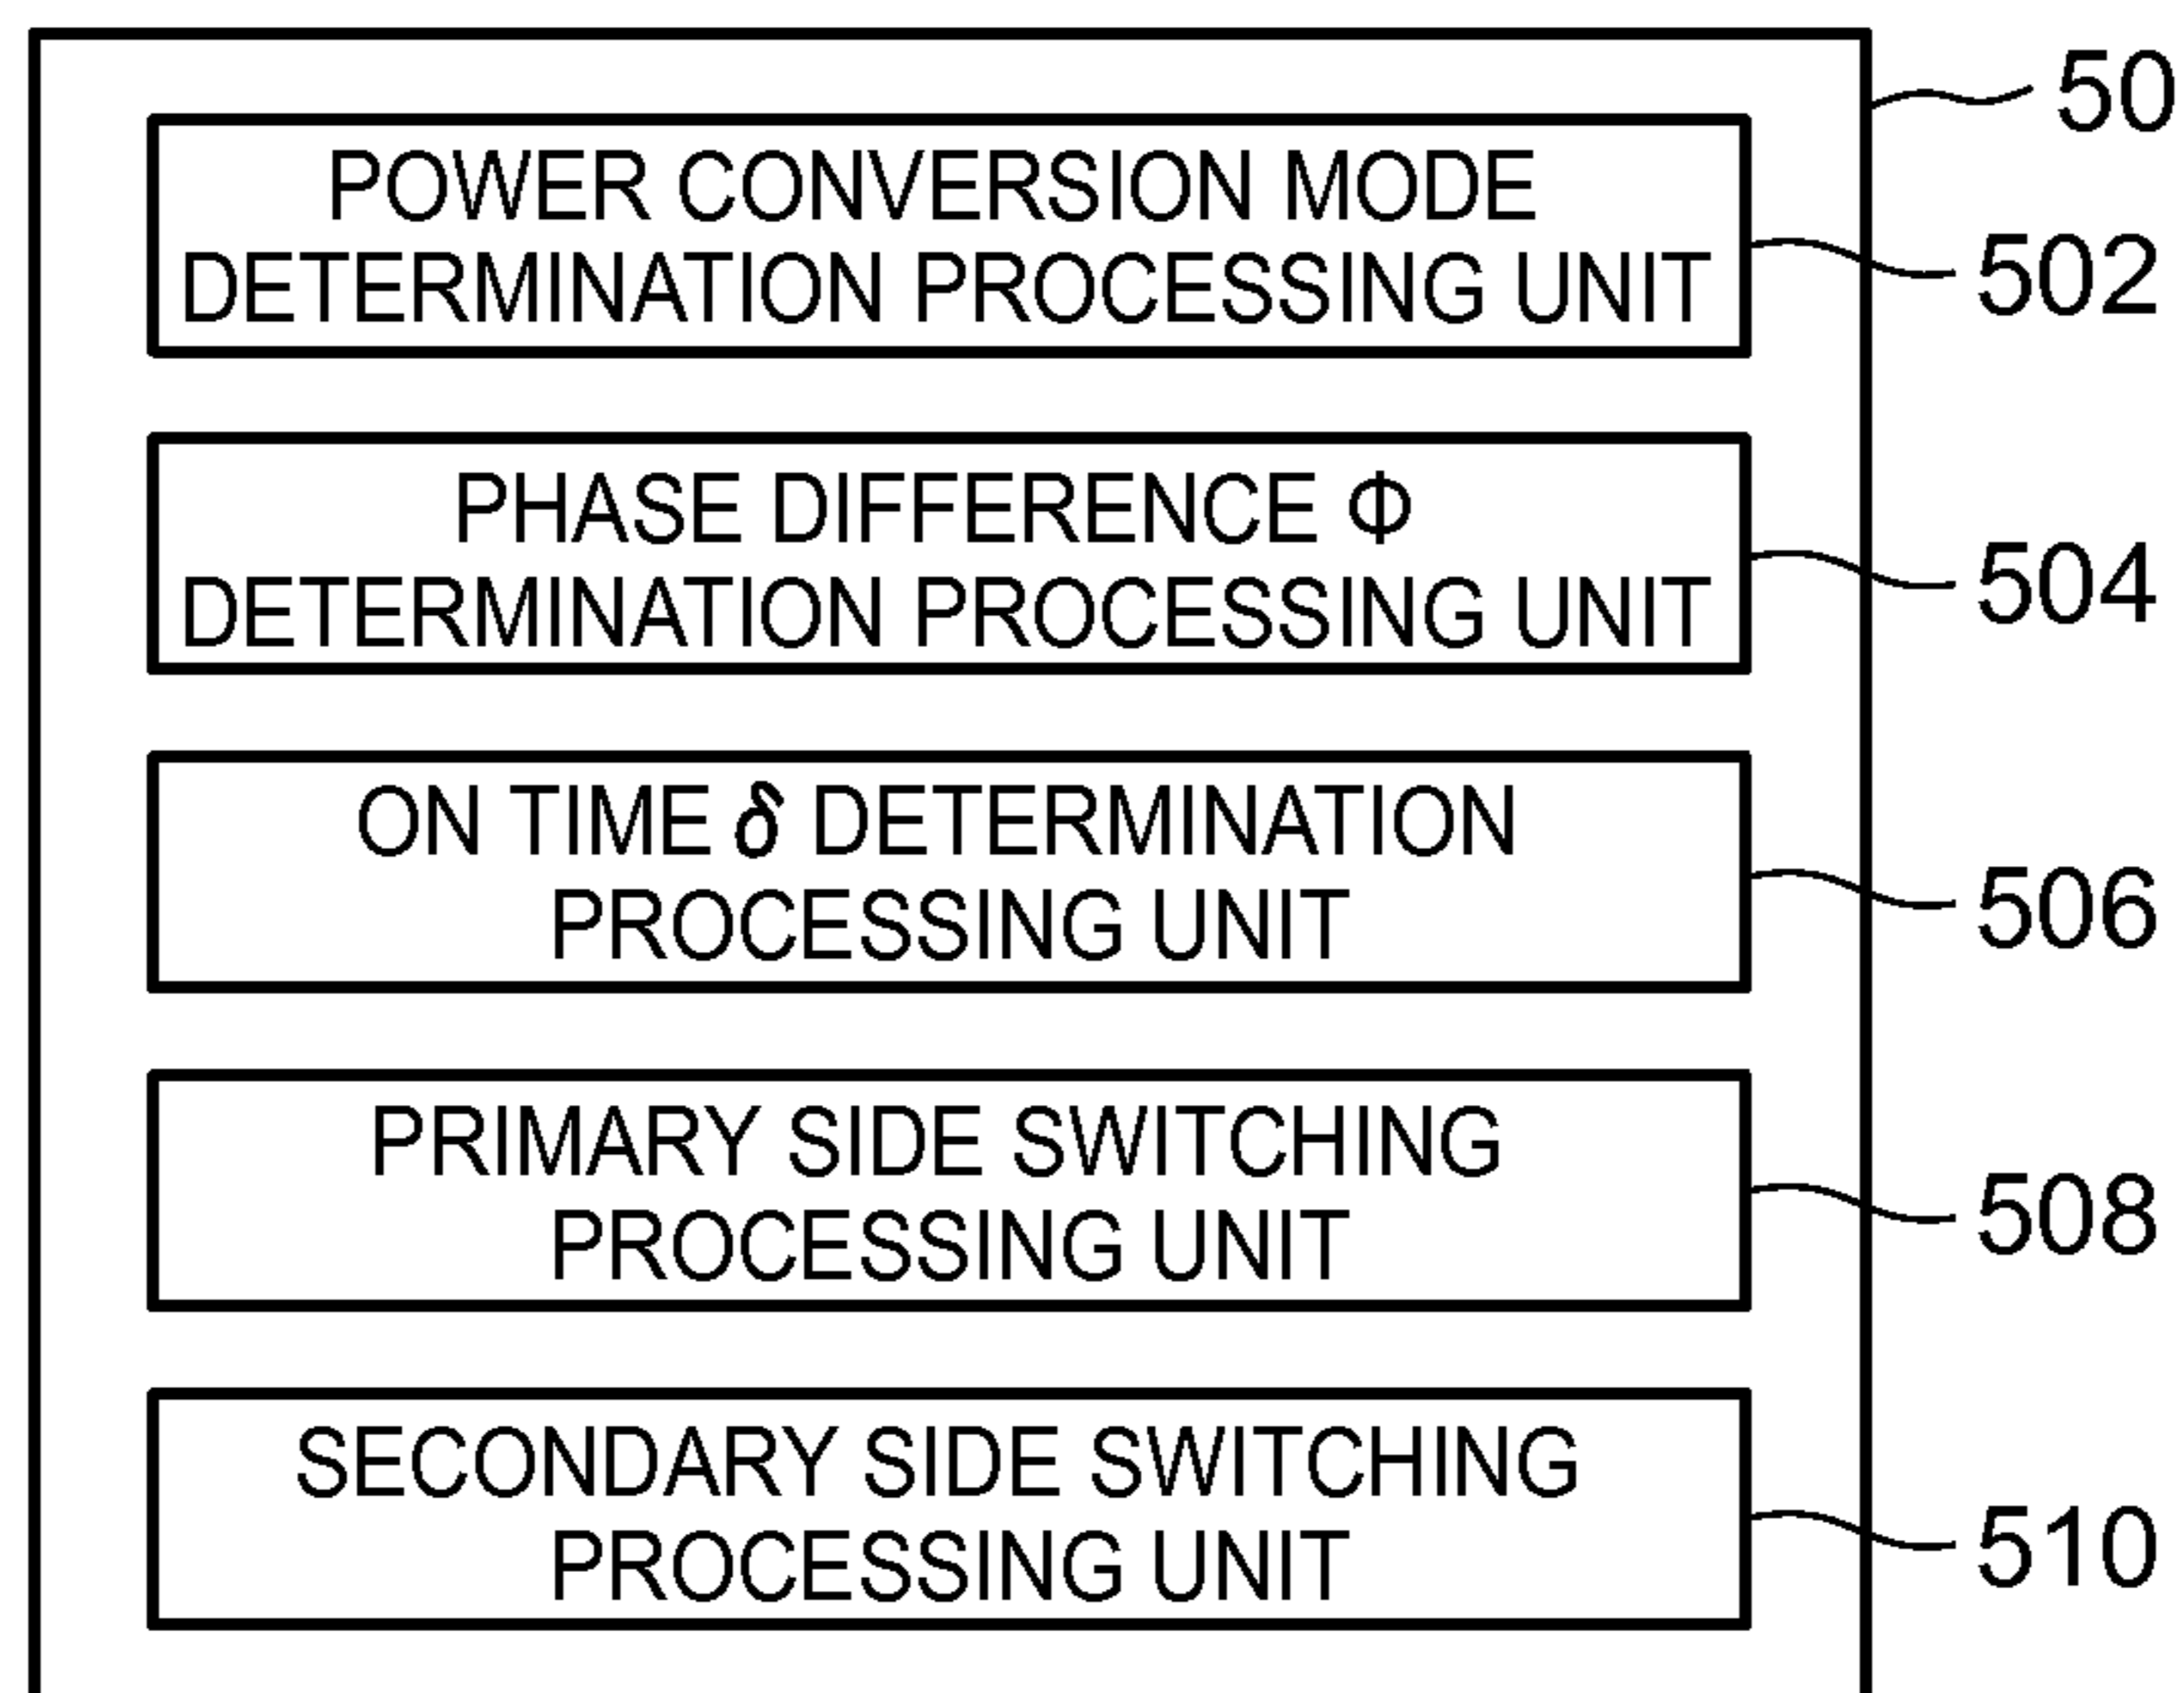 50
POWER CONVERSION MODE
DETERMINATION PROCESSING UNIT
502
PHASE DIFFERENCE Φ
DETERMINATION PROCESSING UNIT
504
ON TIME δ DETERMINATION
PROCESSING UNIT
506
PRIMARY SIDE SWITCHING
PROCESSING UNIT
508
SECONDARY SIDE SWITCHING
PROCESSING UNIT
510